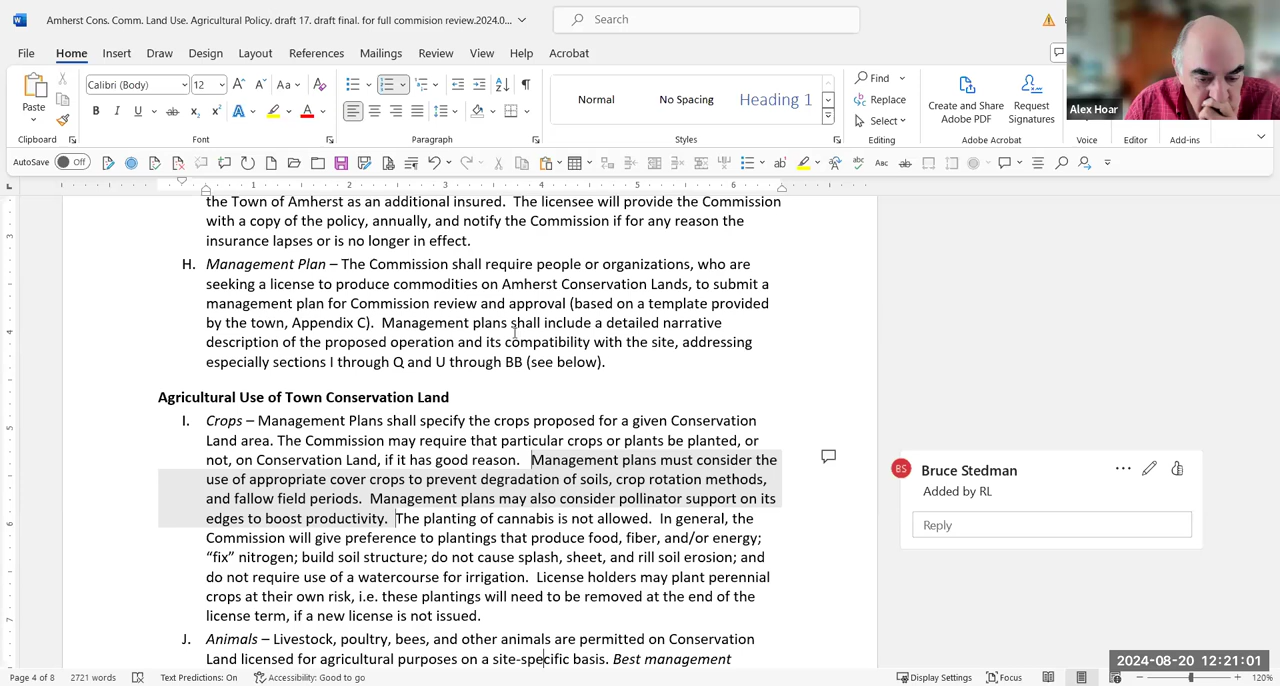 Amherst Cons. Comm. Land Use. Agricultural Policy. draft 17. draft final. for full commision review.2024.0...
Search
File Home Insert Draw Design Layout References Mailings Review View Help Acrobat
Alex Hoar
Paste
Calibri (Body) 12
Normal No Spacing Heading 1
Find
Replace
Select
Create and Share Adobe PDF
Request Signatures
Clipboard Font Paragraph Styles Editing Adobe Acrobat Voice Editor Add-ins
AutoSave Off
the Town of Amherst as an additional insured. The licensee will provide the Commission
with a copy of the policy, annually, and notify the Commission if for any reason the
insurance lapses or is no longer in effect.
H. Management Plan – The Commission shall require people or organizations, who are
seeking a license to produce commodities on Amherst Conservation Lands, to submit a
management plan for Commission review and approval (based on a template provided
by the town, Appendix C). Management plans shall include a detailed narrative
description of the proposed operation and its compatibility with the site, addressing
especially sections I through Q and U through BB (see below).
Agricultural Use of Town Conservation Land
I. Crops – Management Plans shall specify the crops proposed for a given Conservation
Land area. The Commission may require that particular crops or plants be planted, or
not, on Conservation Land, if it has good reason. Management plans must consider the
use of appropriate cover crops to prevent degradation of soils, crop rotation methods,
and fallow field periods. Management plans may also consider pollinator support on its
edges to boost productivity. The planting of cannabis is not allowed. In general, the
Commission will give preference to plantings that produce food, fiber, and/or energy;
“fix” nitrogen; build soil structure; do not cause splash, sheet, and rill soil erosion; and
do not require use of a watercourse for irrigation. License holders may plant perennial
crops at their own risk, i.e. these plantings will need to be removed at the end of the
license term, if a new license is not issued.
J. Animals – Livestock, poultry, bees, and other animals are permitted on Conservation
Land licensed for agricultural purposes on a site-specific basis. Best management
BS Bruce Stedman
Added by RL
Reply
2024-08-20 12:21:01
Page 4 of 8 2721 words Text Predictions: On Accessibility: Good to go Display Settings Focus 120%